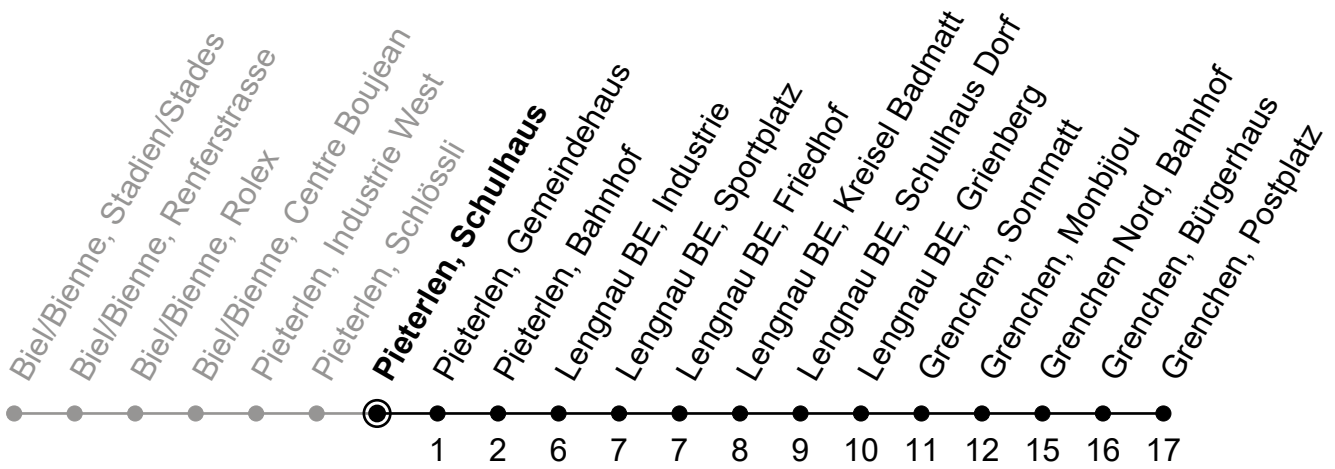 Biel/Bienne, Stadien/Stades
Biel/Bienne, Renferstrasse
Biel/Bienne, Rolex
Biel/Bienne, Centre Boujean
Pieterlen, Industrie West
Pieterlen, Schlössli
Pieterlen, Schulhaus
Pieterlen, Gemeindehaus
Pieterlen, Bahnhof
Lengnau BE, Industrie
Lengnau BE, Sportplatz
Lengnau BE, Friedhof
Lengnau BE, Kreisel Badmatt
Lengnau BE, Schulhaus Dorf
Lengnau BE, Grienberg
Grenchen, Sonnmatt
Grenchen, Monbijou
Grenchen Nord, Bahnhof
Grenchen, Bürgerhaus
Grenchen, Postplatz
1 2 6 7 7 8 9 10 11 12 15 16 17